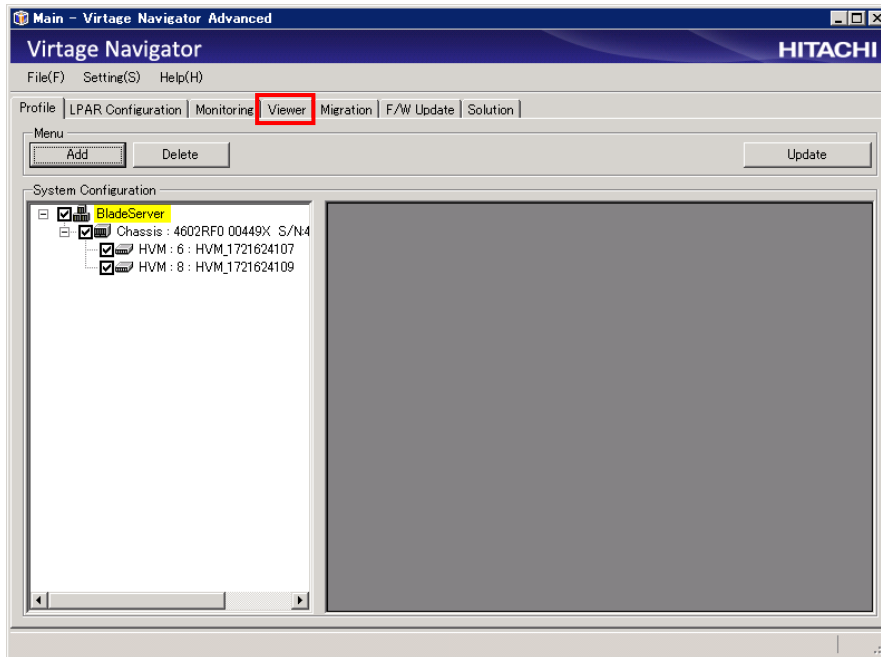 Main - Virtage Navigator Advanced
Virtage Navigator
HITACHI
File(F) Setting(S) Help(H)
Profile LPAR Configuration Monitoring Viewer Migration F/W Update Solution
Menu
Add Delete Update
System Configuration
BladeServer
Chassis : 4602RF0 00449X S/N:4
HVM : 6 : HVM_1721624107
HVM : 8 : HVM_1721624109